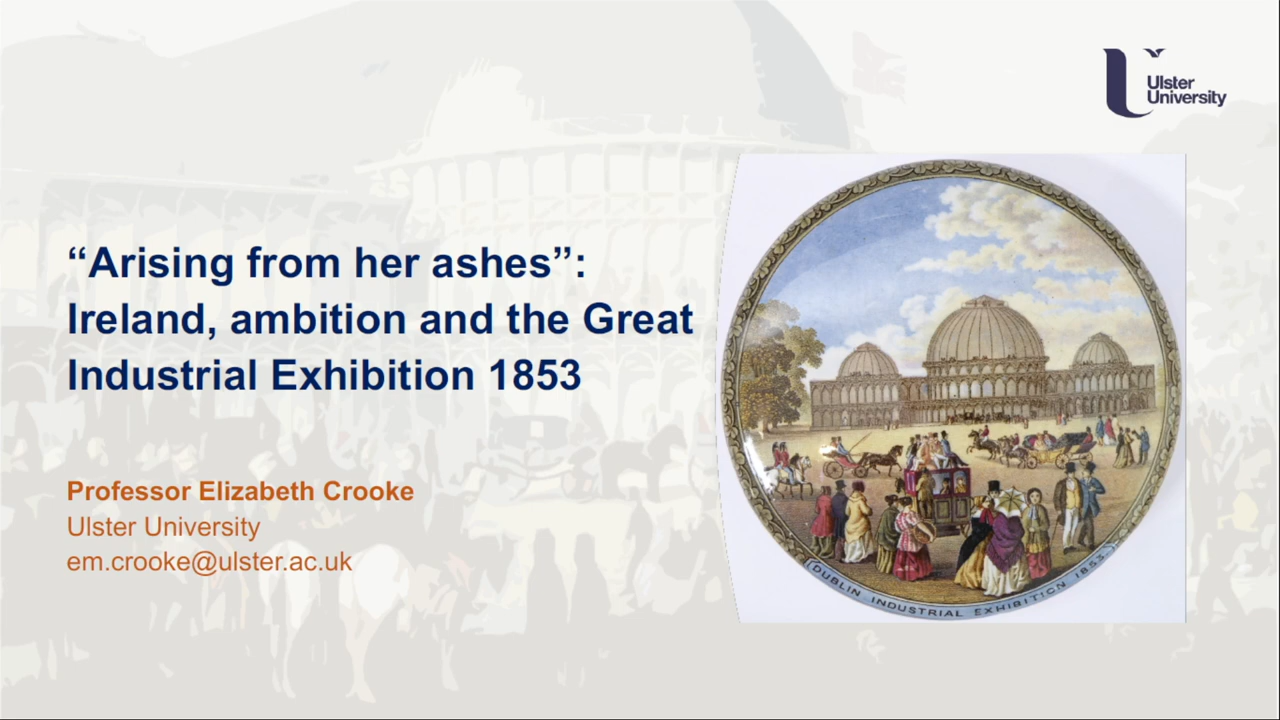 Ulster
University
“Arising from her ashes”:
Ireland, ambition and the Great
Industrial Exhibition 1853
Professor Elizabeth Crooke
Ulster University
em.crooke@ulster.ac.uk
DUBLIN INDUSTRIAL EXHIBITION 1853.